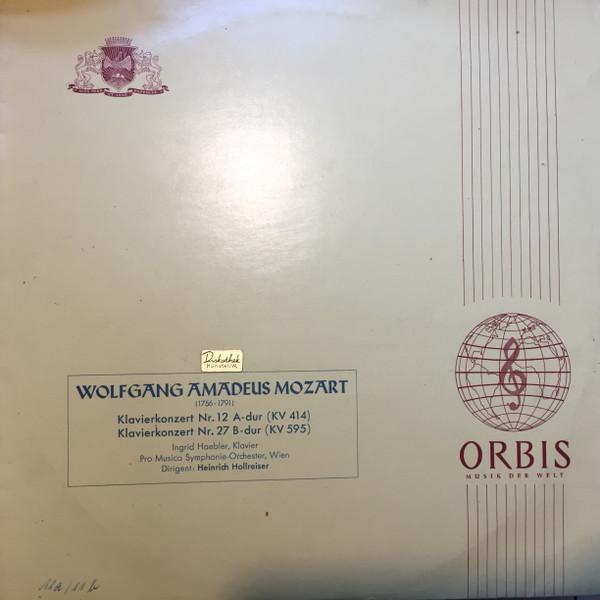 Diskothek
WOLFGANG AMADEUS MOZART
(1756-1791)
Klavierkonzert Nr. 12 A-dur (KV 414)
Klavierkonzert Nr. 27 B-dur (KV 595)
Ingrid Haebler, Klavier
Pro Musica Symphonie-Orchester, Wien
Dirigent: Heinrich Hollreiser
ORBIS
MUSIK DER WELT